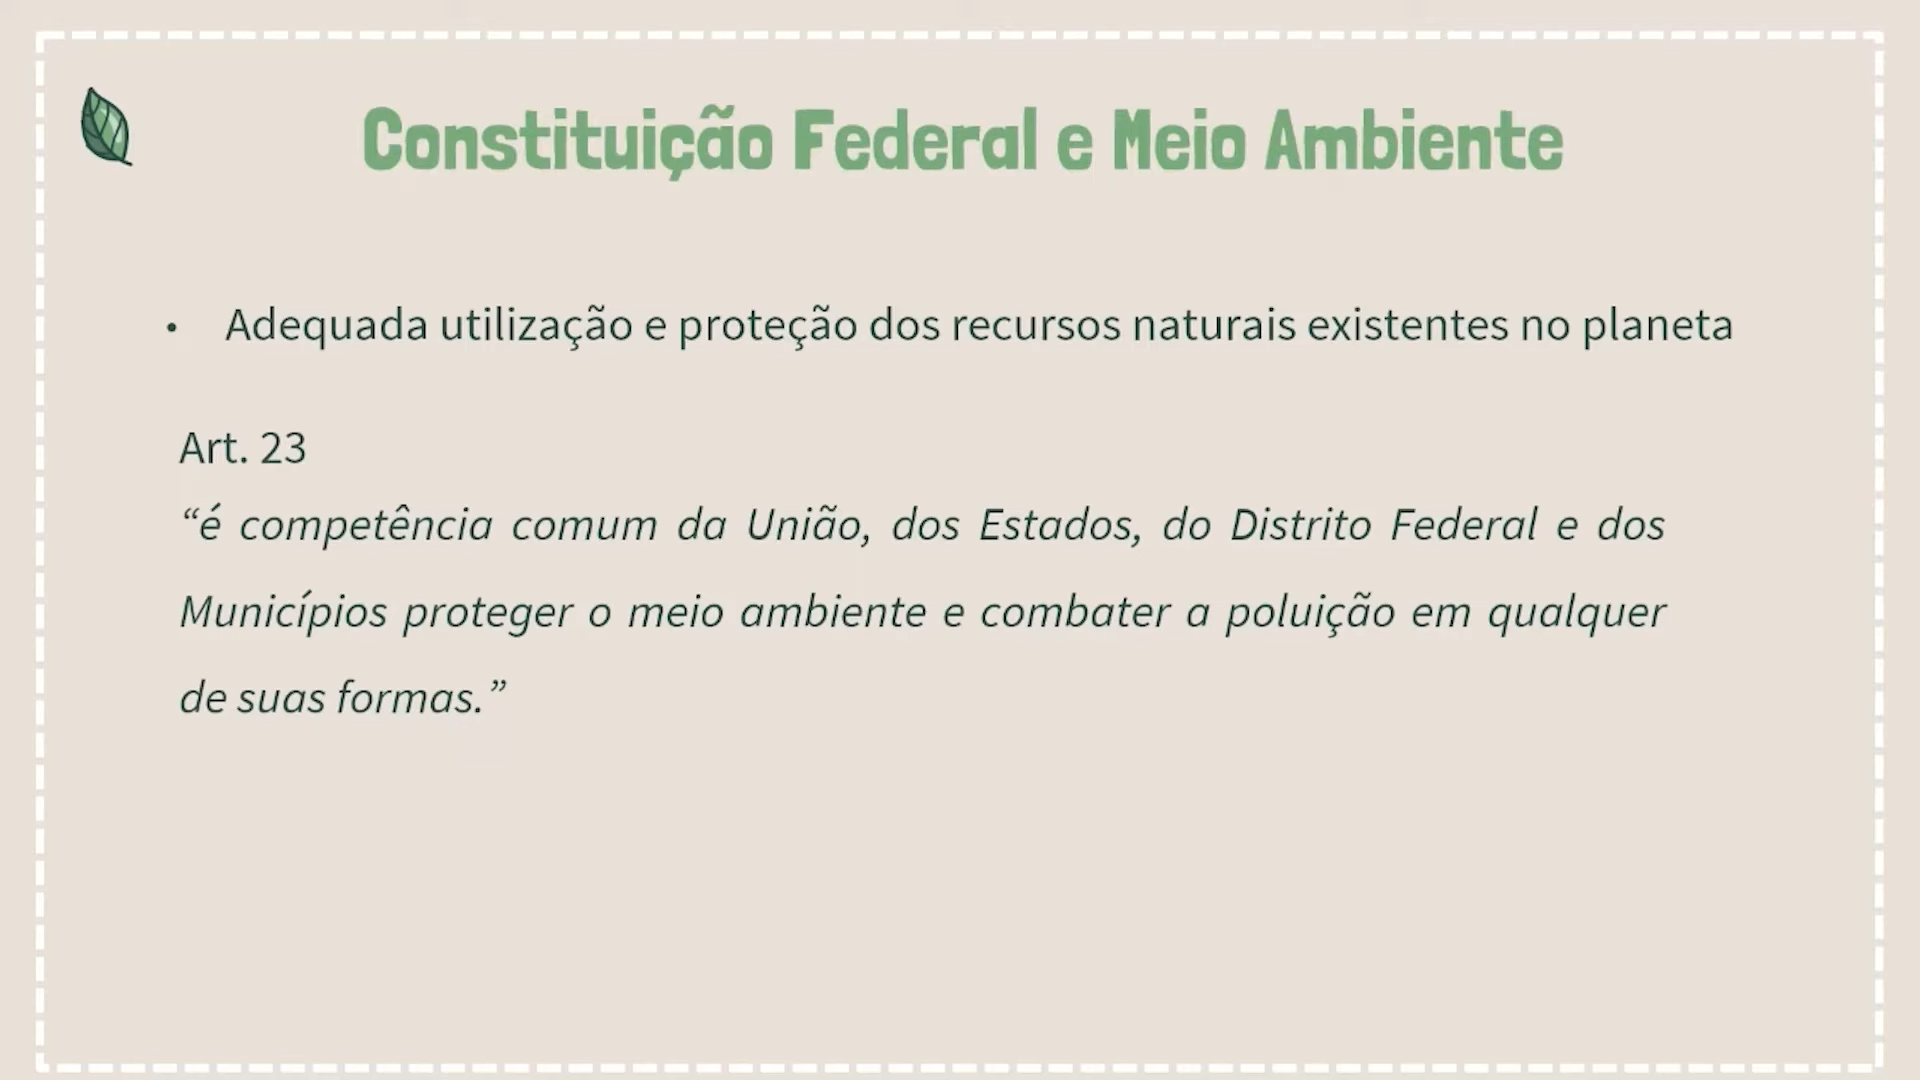 Constituição Federal e Meio Ambiente
• Adequada utilização e proteção dos recursos naturais existentes no planeta
Art. 23
“é competência comum da União, dos Estados, do Distrito Federal e dos
Municípios proteger o meio ambiente e combater a poluição em qualquer
de suas formas.”